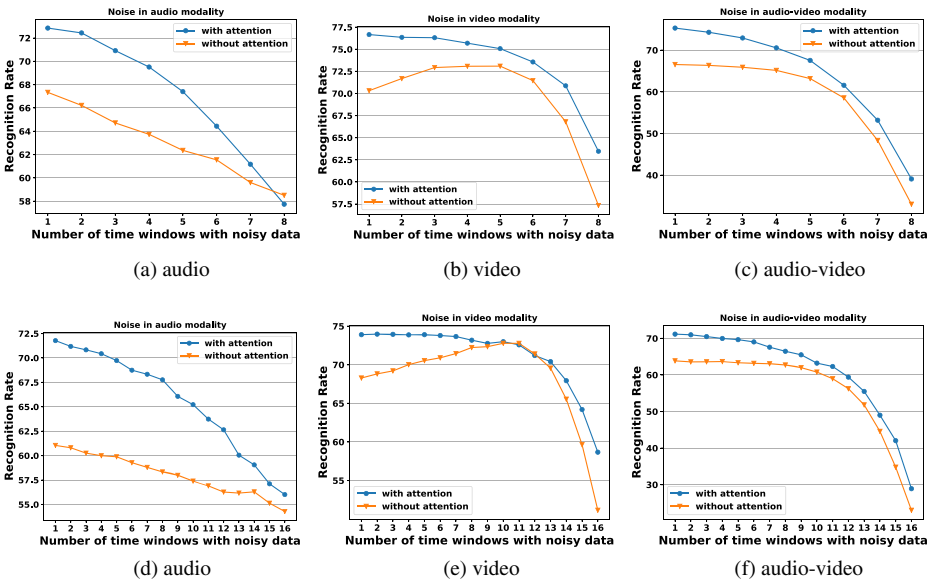 Noise in audio modality
with attention
without attention
72
70
68
66
64
62
60
58
Recognition Rate
1 2 3 4 5 6 7 8
Number of time windows with noisy data
(a) audio
Noise in video modality
77.5
75.0
72.5
70.0
67.5
65.0
62.5
60.0
57.5
Recognition Rate
with attention
without attention
1 2 3 4 5 6 7 8
Number of time windows with noisy data
(b) video
Noise in audio-video modality
with attention
without attention
70
60
50
40
Recognition Rate
1 2 3 4 5 6 7 8
Number of time windows with noisy data
(c) audio-video
Noise in audio modality
with attention
without attention
72.5
70.0
67.5
65.0
62.5
60.0
57.5
55.0
Recognition Rate
1 2 3 4 5 6 7 8 9 10 11 12 13 14 15 16
Number of time windows with noisy data
(d) audio
Noise in video modality
75
70
65
60
55
Recognition Rate
with attention
without attention
1 2 3 4 5 6 7 8 9 10 11 12 13 14 15 16
Number of time windows with noisy data
(e) video
Noise in audio-video modality
70
60
50
40
30
Recognition Rate
with attention
without attention
1 2 3 4 5 6 7 8 9 10 11 12 13 14 15 16
Number of time windows with noisy data
(f) audio-video